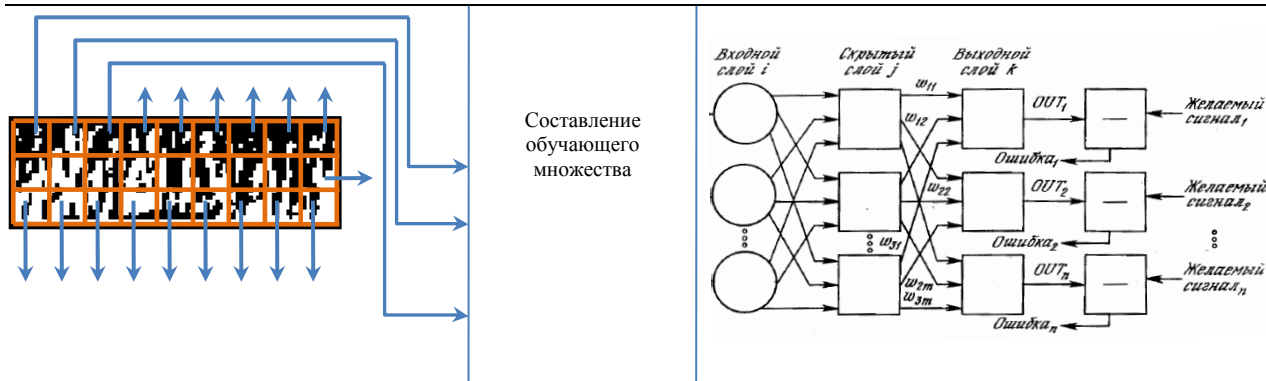 Составление
обучающего
множества
Входной
слой i
Скрытый
слой j
Выходной
слой k
w11
w12
w22
w31
w2m
w3m
OUT1
Желаемый
сигнал1
Ошибка1
OUT2
Желаемый
сигнал2
Ошибка2
OUTn
Желаемый
сигналn
Ошибкаn